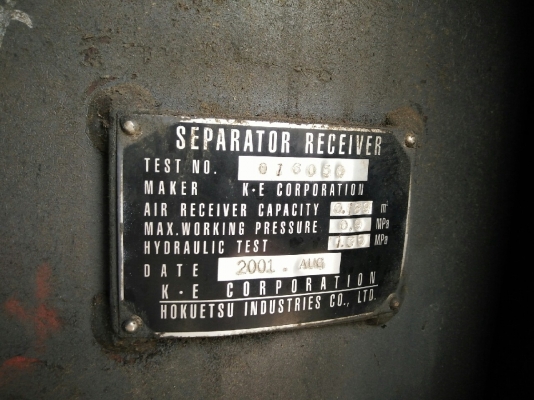 SEPARATOR RECEIVER
TEST NO.
MAKER K·E CORPORATION
AIR RECEIVER CAPACITY m³
MAX.WORKING PRESSURE MPa
HYDRAULIC TEST MPa
DATE 2001. AUG
K·E CORPORATION
HOKUETSU INDUSTRIES CO., LTD.